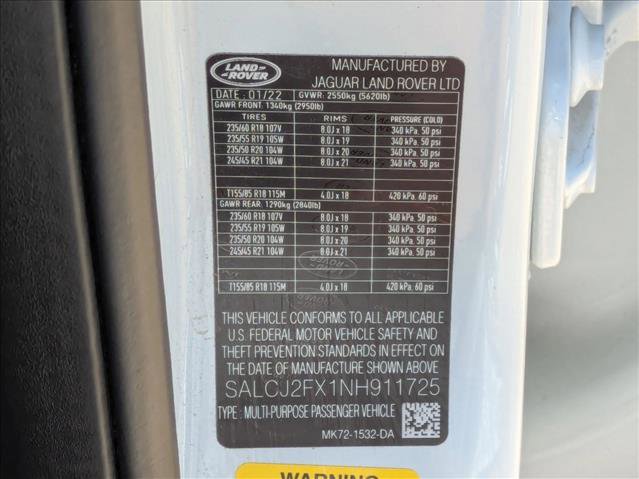 LAND-
-ROVER
MANUFACTURED BY
JAGUAR LAND ROVER LTD
DATE : 01/22 GVWR: 2550kg (5620lb)
GAWR FRONT: 1340kg (2950lb)
TIRES RIMS PRESSURE (COLD)
235/60 R18 107V 8.0J x 18 340 kPa. 50 psi
235/55 R19 105W 8.0J x 19 340 kPa. 50 psi
235/50 R20 104W 8.0J x 20 340 kPa. 50 psi
245/45 R21 104W 8.0J x 21 340 kPa. 50 psi
T155/85 R18 115M 4.0J x 18 420 kPa. 60 psi
GAWR REAR: 1290kg (2840lb)
235/60 R18 107V 8.0J x 18 340 kPa. 50 psi
235/55 R19 105W 8.0J x 19 340 kPa. 50 psi
235/50 R20 104W 8.0J x 20 340 kPa. 50 psi
245/45 R21 104W 8.0J x 21 340 kPa. 50 psi
LAND-
-ROVER
T155/85 R18 115M 4.0J x 18 420 kPa. 60 psi
THIS VEHICLE CONFORMS TO ALL APPLICABLE
U.S. FEDERAL MOTOR VEHICLE SAFETY AND
THEFT PREVENTION STANDARDS IN EFFECT ON
THE DATE OF MANUFACTURE SHOWN ABOVE
SALCJ2FX1NH911725
TYPE : MULTI-PURPOSE PASSENGER VEHICLE
MK72-1532-DA
WARNING